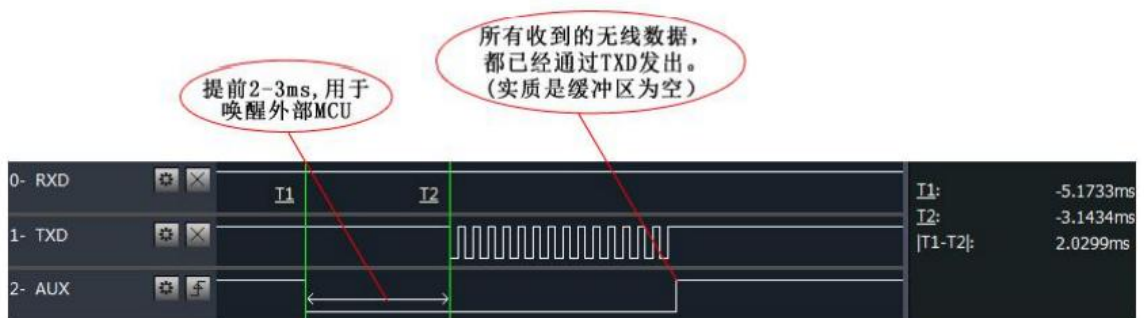 所有收到的无线数据，
都已经通过TXD发出。
(实质是缓冲区为空)
提前2-3ms,用于
唤醒外部MCU
0- RXD
T1
T2
1- TXD
2- AUX
T1: -5.1733ms
T2: -3.1434ms
|T1-T2|: 2.0299ms